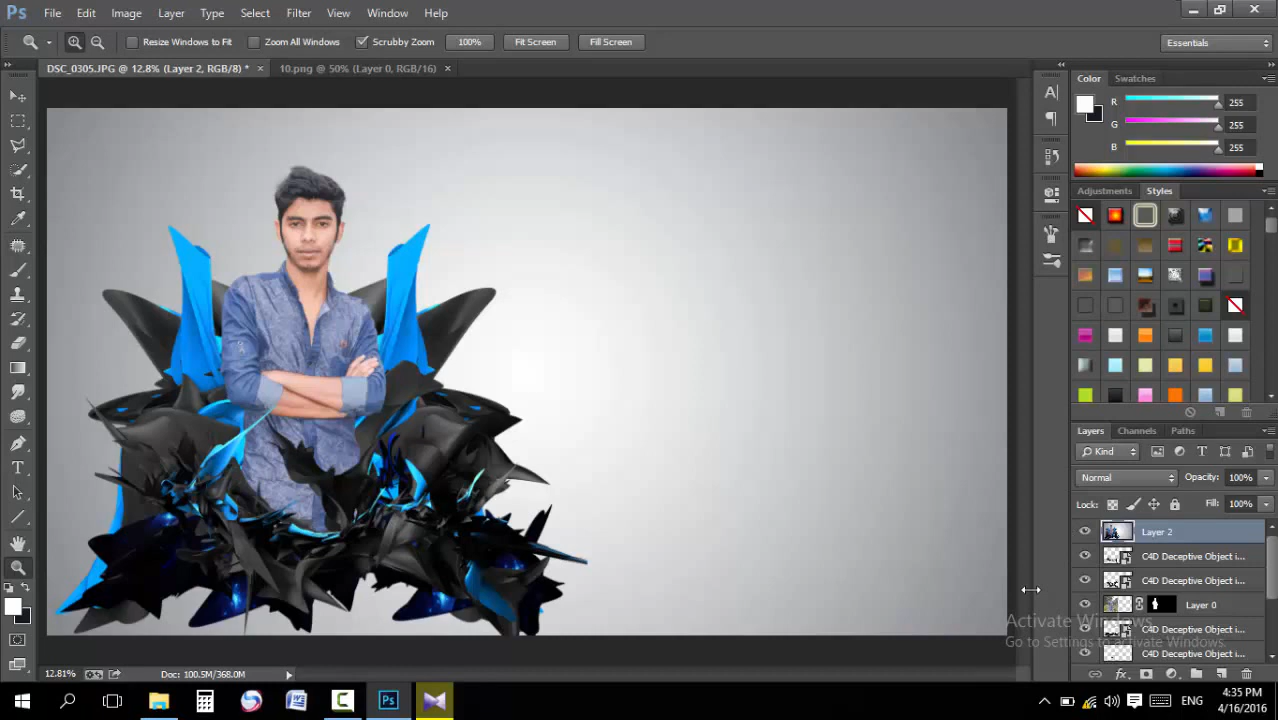 Ps File Edit Image Layer Type Select Filter 3D View Window Help
Resize Windows to Fit Zoom All Windows Scrubby Zoom 100% Fit Screen Fill Screen Essentials
DSC_0305.JPG @ 12.8% (Layer 2, RGB/8) * × 10.png @ 50% (Layer 0, RGB/16) ×
Color Swatches
R 255
G 255
B 255
Adjustments Styles
Layers Channels Paths
Kind
Normal Opacity: 100%
Lock: Fill: 100%
Layer 2
C4D Deceptive Object i...
C4D Deceptive Object i...
Layer 0
C4D Deceptive Object i...
C4D Deceptive Object i...
Activate Windows
Go to Settings to activate Windows.
12.81% Doc: 100.5M/368.0M
ENG
4:35 PM
4/16/2016